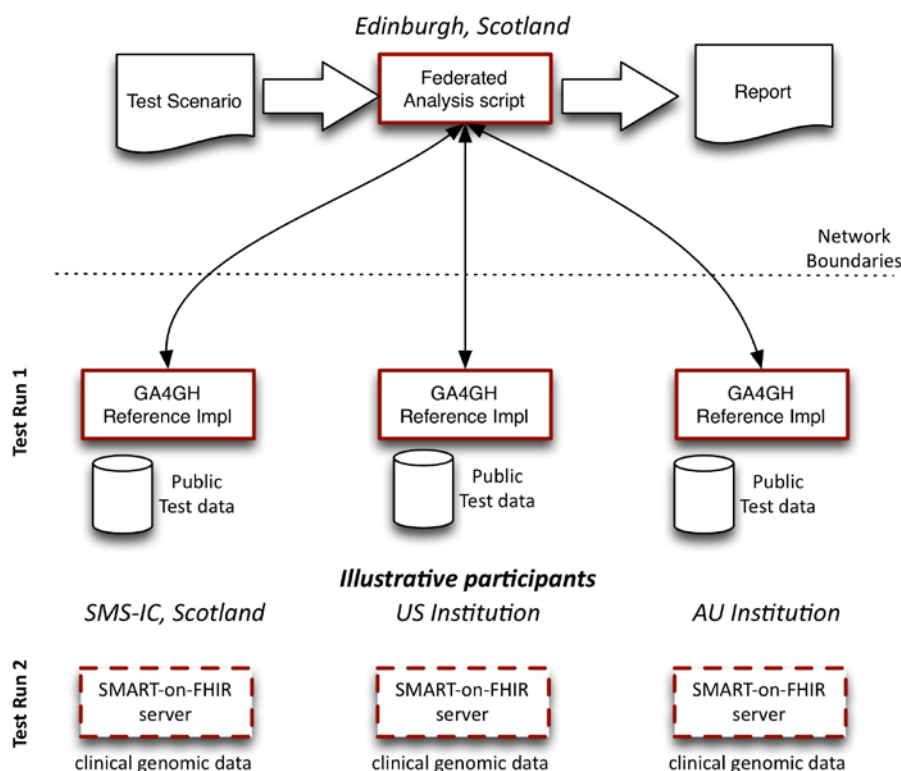 Edinburgh, Scotland
Test Scenario
Federated
Analysis script
Report
Network
Boundaries
Test Run 1
GA4GH
Reference Impl
GA4GH
Reference Impl
GA4GH
Reference Impl
Public
Test data
Public
Test data
Public
Test data
Illustrative participants
SMS-IC, Scotland
US Institution
AU Institution
Test Run 2
SMART-on-FHIR
server
SMART-on-FHIR
server
SMART-on-FHIR
server
clinical genomic data
clinical genomic data
clinical genomic data